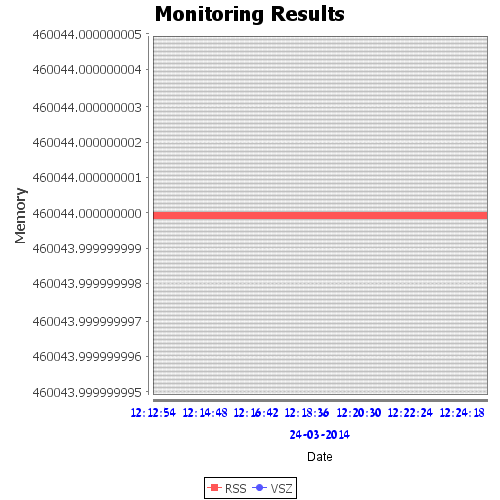 Monitoring Results
460044.000000005
460044.000000004
460044.000000003
460044.000000002
460044.000000001
460044.000000000
460043.999999999
460043.999999998
460043.999999997
460043.999999996
460043.999999995
Memory
12:12:54 12:14:48 12:16:42 12:18:36 12:20:30 12:22:24 12:24:18
24-03-2014
Date
RSS VSZ